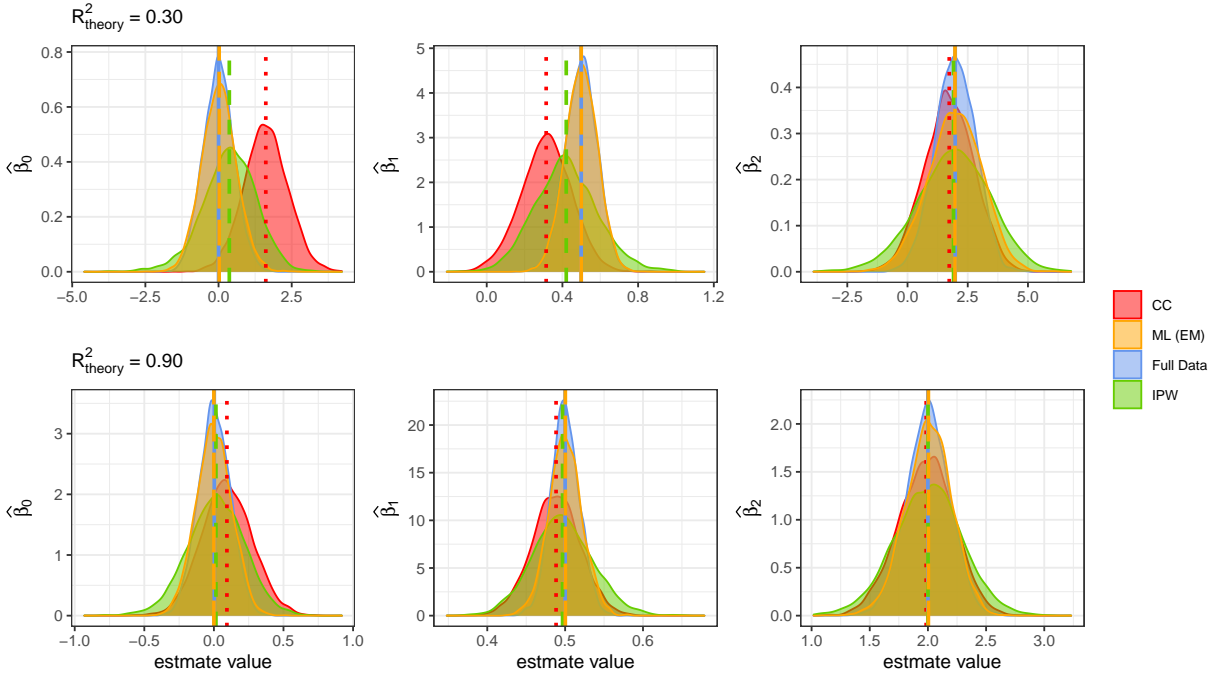 R²theory = 0.30
β̂₀
0.8
0.6
0.4
0.2
0.0
−5.0 −2.5 0.0 2.5
β̂₁
5
4
3
2
1
0
0.0 0.4 0.8 1.2
β̂₂
0.4
0.3
0.2
0.1
0.0
−2.5 0.0 2.5 5.0
CC
ML (EM)
Full Data
IPW
R²theory = 0.90
β̂₀
3
2
1
0
−1.0 −0.5 0.0 0.5 1.0
estmate value
β̂₁
20
15
10
5
0
0.4 0.5 0.6
estmate value
β̂₂
2.0
1.5
1.0
0.5
0.0
1.0 1.5 2.0 2.5 3.0
estmate value